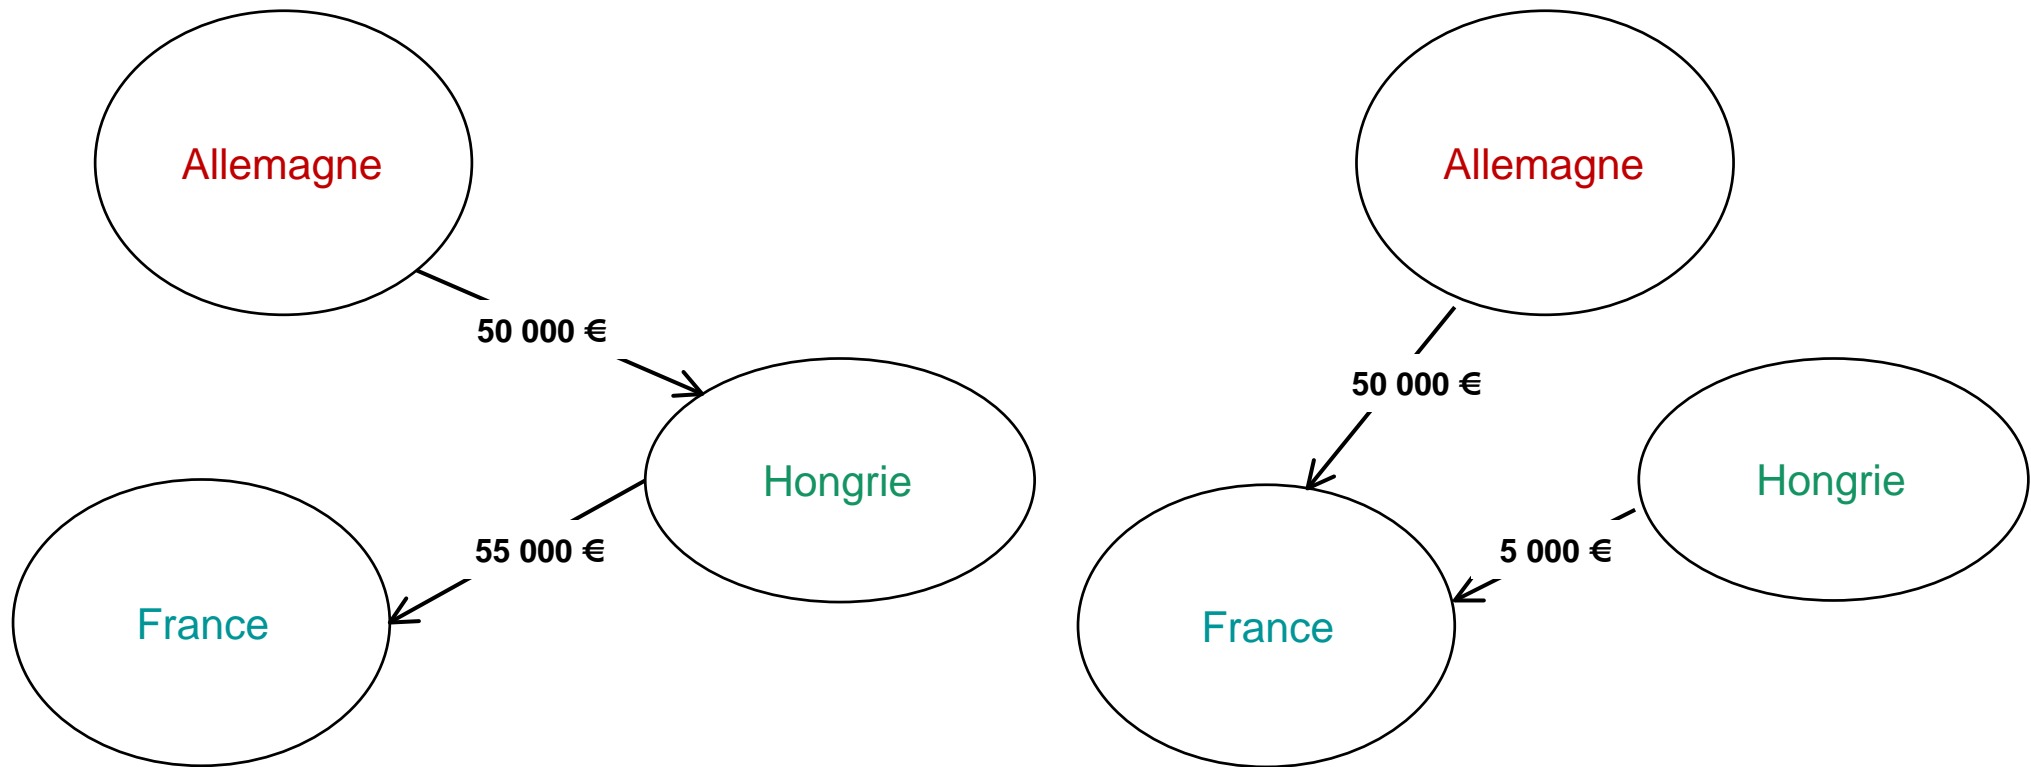 Allemagne
50 000 €
Hongrie
55 000 €
France
Allemagne
50 000 €
Hongrie
5 000 €
France